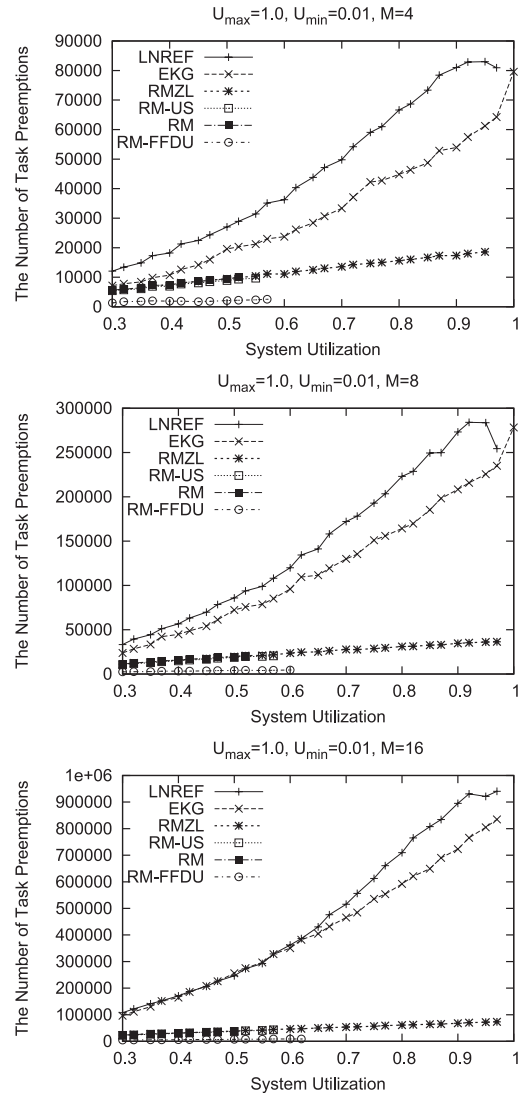 U_max=1.0, U_min=0.01, M=4
The Number of Task Preemptions
90000
80000
70000
60000
50000
40000
30000
20000
10000
0
LNREF
EKG
RMZL
RM-US
RM
RM-FFDU
0.3 0.4 0.5 0.6 0.7 0.8 0.9 1
System Utilization
U_max=1.0, U_min=0.01, M=8
The Number of Task Preemptions
300000
250000
200000
150000
100000
50000
0
LNREF
EKG
RMZL
RM-US
RM
RM-FFDU
0.3 0.4 0.5 0.6 0.7 0.8 0.9 1
System Utilization
U_max=1.0, U_min=0.01, M=16
The Number of Task Preemptions
1e+06
900000
800000
700000
600000
500000
400000
300000
200000
100000
0
LNREF
EKG
RMZL
RM-US
RM
RM-FFDU
0.3 0.4 0.5 0.6 0.7 0.8 0.9 1
System Utilization